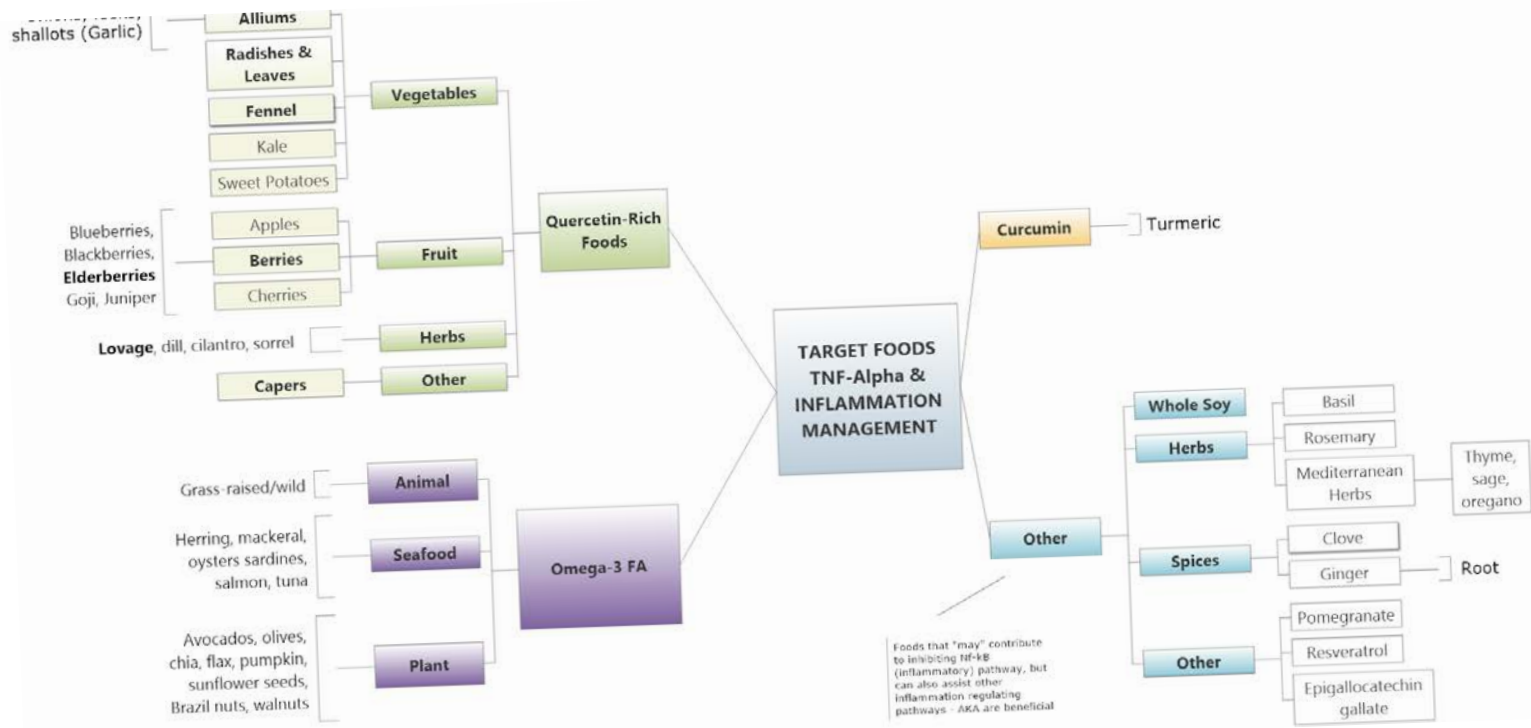 shallots (Garlic)
Alliums
Radishes &
Leaves
Fennel
Kale
Sweet Potatoes
Vegetables
Blueberries,
Blackberries,
Elderberries
Goji, Juniper
Apples
Berries
Cherries
Fruit
Lovage, dill, cilantro, sorrel
Herbs
Capers
Other
Quercetin-Rich
Foods
Grass-raised/wild
Animal
Herring, mackeral,
oysters sardines,
salmon, tuna
Seafood
Avocados, olives,
chia, flax, pumpkin,
sunflower seeds,
Brazil nuts, walnuts
Plant
Omega-3 FA
TARGET FOODS
TNF-Alpha &
INFLAMMATION
MANAGEMENT
Curcumin
Turmeric
Other
Foods that "may" contribute
to inhibiting Nf-kB
(inflammatory) pathway, but
can also assist other
inflammation regulating
pathways - AKA are beneficial
Whole Soy
Herbs
Basil
Rosemary
Mediterranean
Herbs
Thyme,
sage,
oregano
Spices
Clove
Ginger
Root
Other
Pomegranate
Resveratrol
Epigallocatechin
gallate